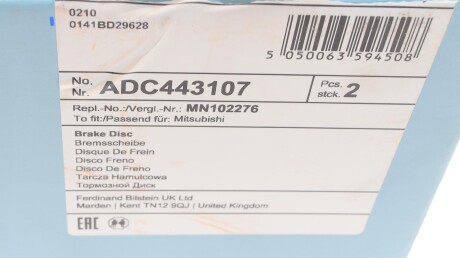 0210
0141BD29628
5 050063 594508
No.
Nr. ADC443107
Pcs.
stck. 2
Repl.-No.:/Vergl.-Nr.: MN102276
To fit:/Passend für: Mitsubishi
Brake Disc
Bremsscheibe
Disque De Frein
Disco Freno
Disco De Freno
Tarcza Hamulcowa
Тормозной Диск
Ferdinand Bilstein UK Ltd
Marden | Kent TN12 9QJ | United Kingdom
EAC